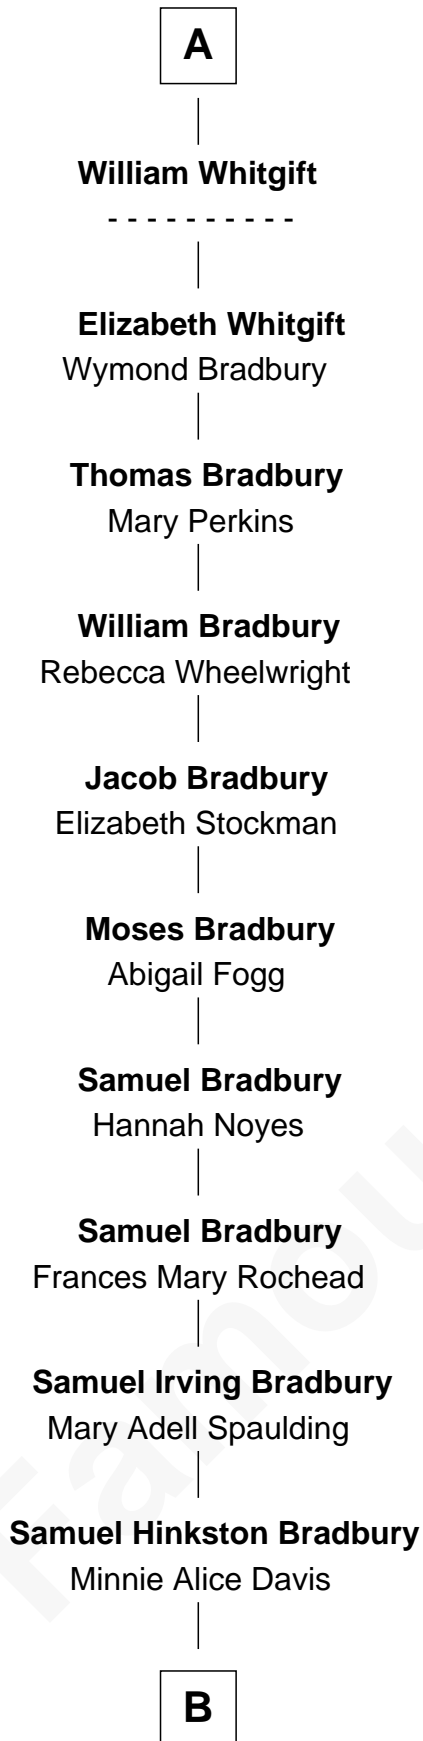 A
William Whitgift
- - - - - - - - - -
Elizabeth Whitgift
Wymond Bradbury
Thomas Bradbury
Mary Perkins
William Bradbury
Rebecca Wheelwright
Jacob Bradbury
Elizabeth Stockman
Moses Bradbury
Abigail Fogg
Samuel Bradbury
Hannah Noyes
Samuel Bradbury
Frances Mary Rochead
Samuel Irving Bradbury
Mary Adell Spaulding
Samuel Hinkston Bradbury
Minnie Alice Davis
B